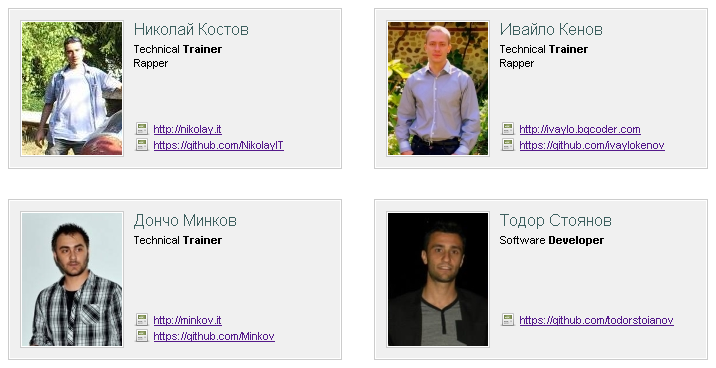 Николай Костов
Technical Trainer
Rapper
http://nikolay.it
https://github.com/NikolayIT
Ивайло Кенов
Technical Trainer
Rapper
http://ivaylo.bgcoder.com
https://github.com/ivaylokenov
Дончо Минков
Technical Trainer
http://minkov.it
https://github.com/Minkov
Тодор Стоянов
Software Developer
https://github.com/todorstoianov